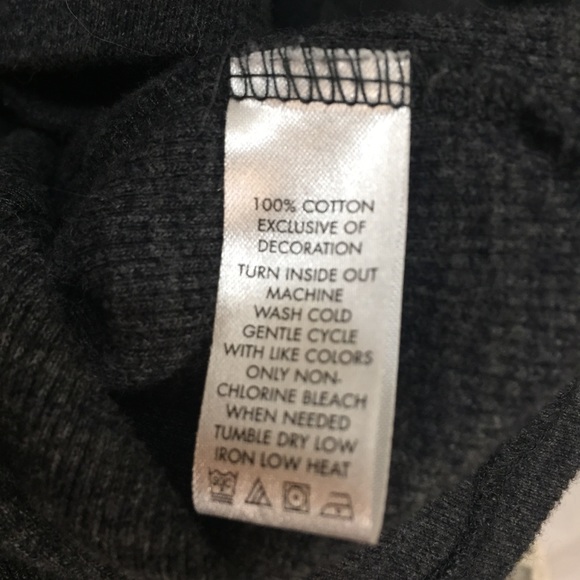 100% COTTON
EXCLUSIVE OF
DECORATION
TURN INSIDE OUT
MACHINE
WASH COLD
GENTLE CYCLE
WITH LIKE COLORS
ONLY NON-
CHLORINE BLEACH
WHEN NEEDED
TUMBLE DRY LOW
IRON LOW HEAT